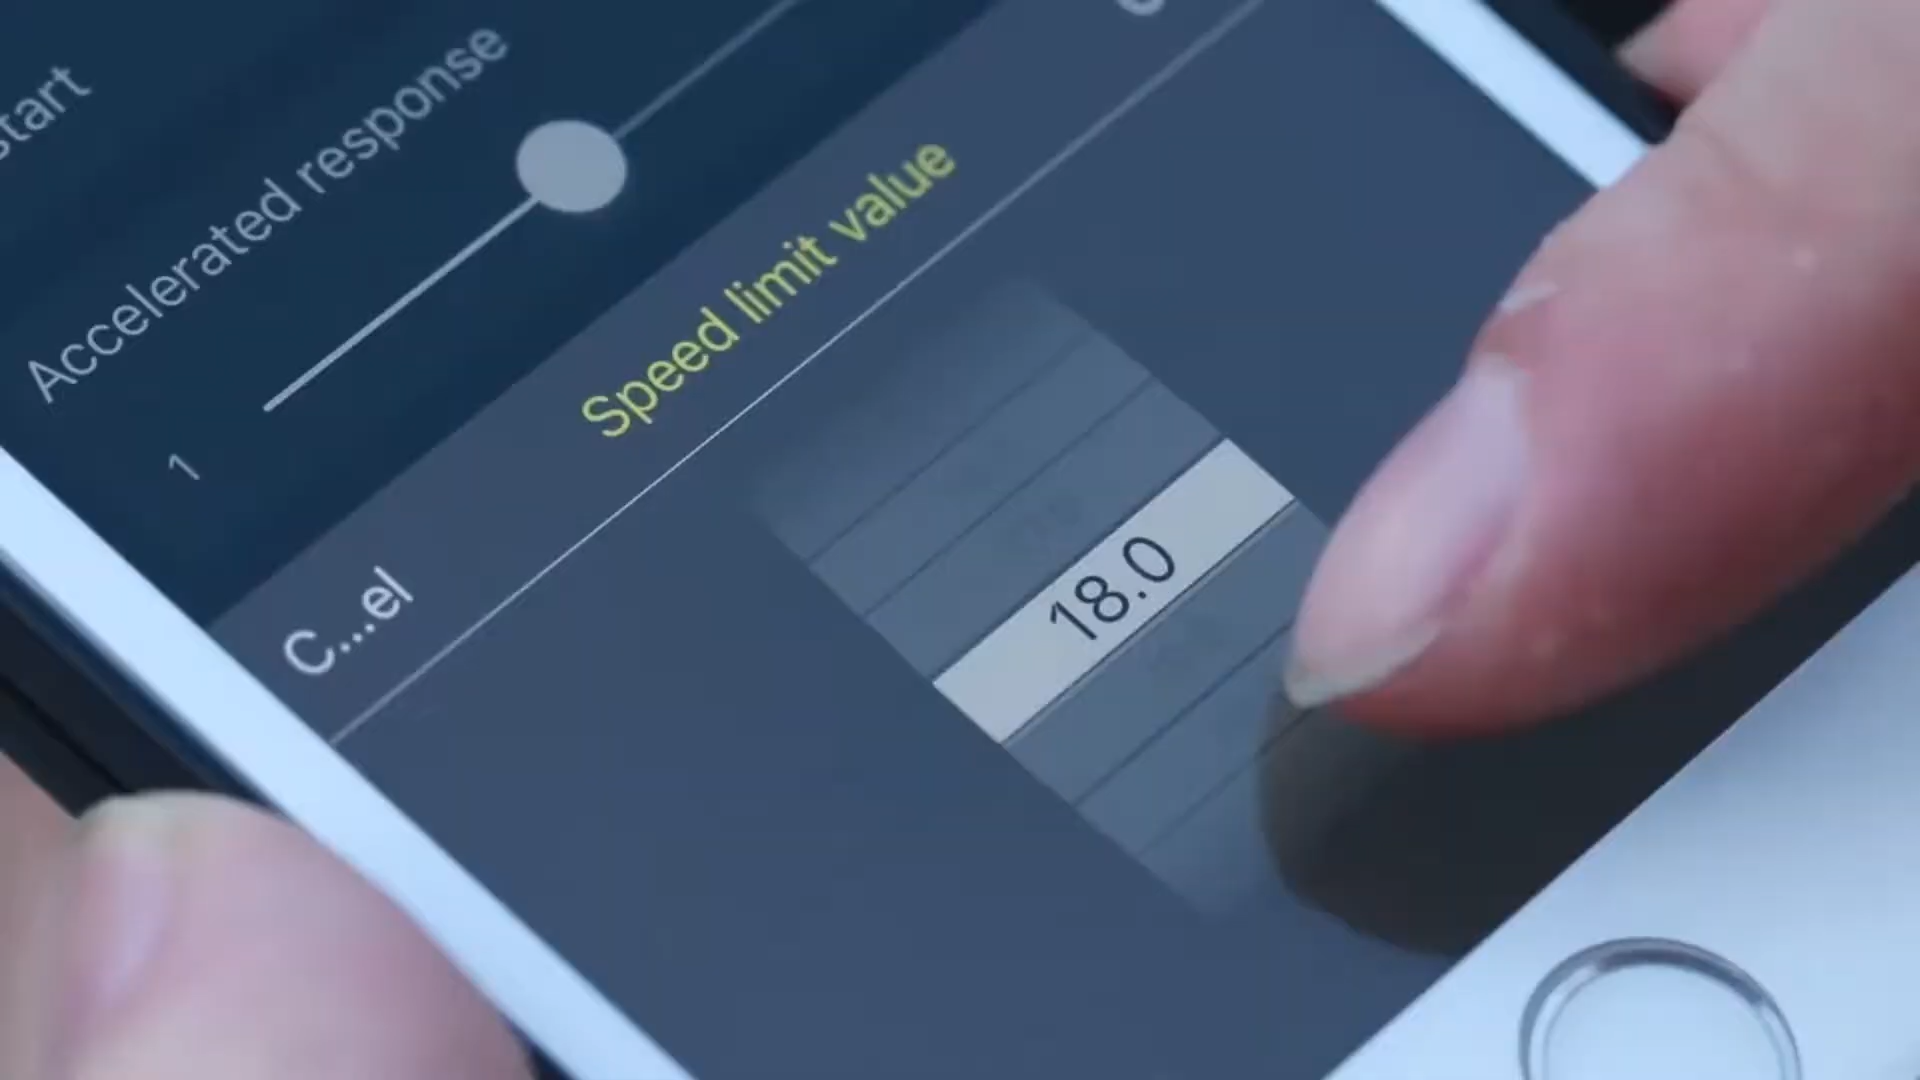 start
Accelerated response
1
Speed limit value
C...el
18.0